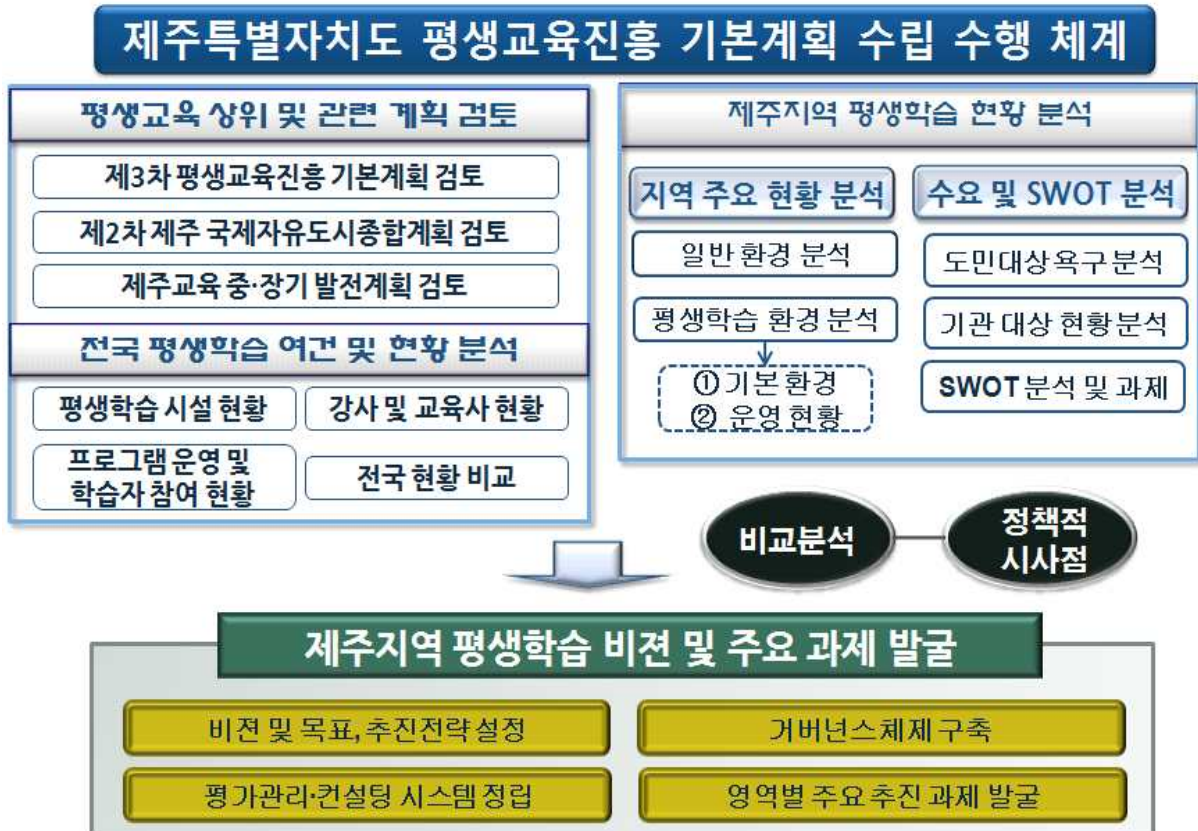 제주특별자치도 평생교육진흥 기본계획 수립 수행 체계
평생교육 상위 및 관련 계획 검토
제3차 평생교육진흥 기본계획 검토
제2차 제주 국제자유도시종합계획 검토
제주교육 중·장기 발전계획 검토
전국 평생학습 여건 및 현황 분석
평생학습 시설 현황
강사 및 교육사 현황
프로그램 운영 및
학습자 참여 현황
전국 현황 비교
제주지역 평생학습 현황 분석
지역 주요 현황 분석
일반 환경 분석
평생학습 환경 분석
① 기본 환경
② 운영 현황
수요 및 SWOT 분석
도민대상 욕구 분석
기관 대상 현황 분석
SWOT 분석 및 과제
비교분석
정책적
시사점
제주지역 평생학습 비젼 및 주요 과제 발굴
비젼 및 목표, 추진전략 설정
거버넌스 체제 구축
평가관리·컨설팅 시스템 정립
영역별 주요 추진 과제 발굴